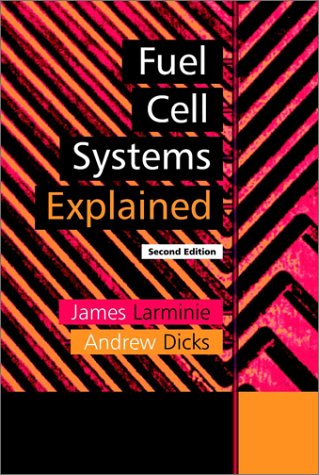 Fuel
Cell
Systems
Explained
Second Edition
James Larminie
Andrew Dicks